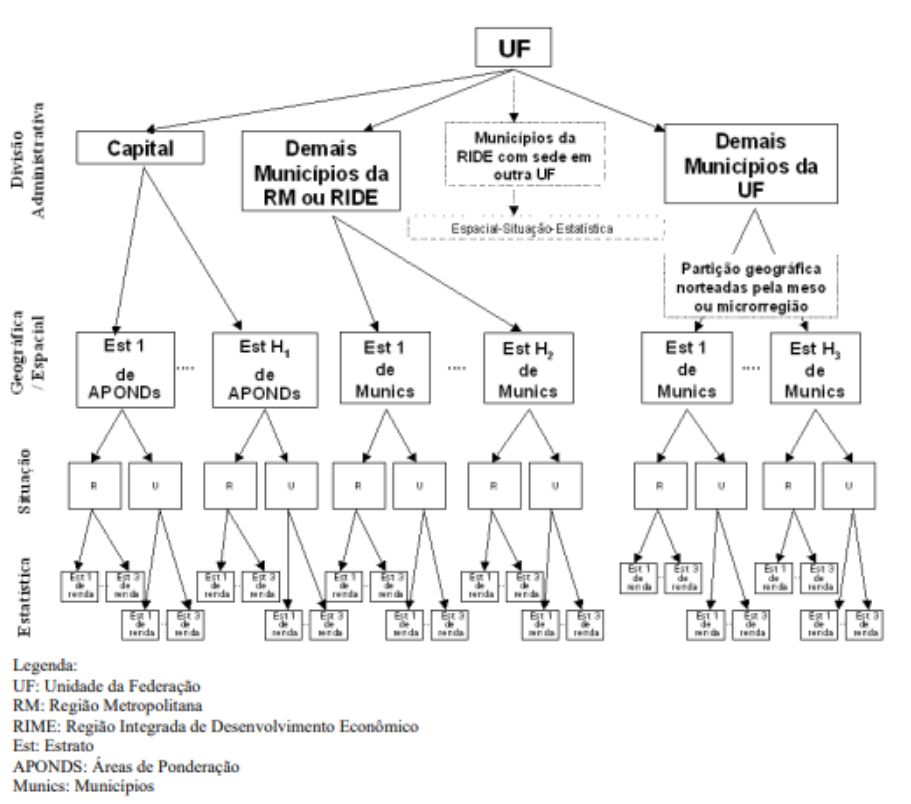 UF
Divisão
Administrativa
Capital
Demais
Municípios da
RM ou RIDE
Municípios da
RIDE com sede em
outra UF
Demais
Municípios da
UF
Espacial-Situação-Estatística
Partição geográfica
norteadas pela meso
ou microrregião
Geográfica
/ Espacial
Est 1
de
APONDs
....
Est H1
de
APONDs
Est 1
de
Munics
....
Est H2
de
Munics
Est 1
de
Munics
....
Est H3
de
Munics
Situação
R
U
R
U
R
U
R
U
R
U
R
U
Estatística
Est 1
de
renda
Est 3
de
renda
Est 1
de
renda
Est 3
de
renda
Est 1
de
renda
Est 3
de
renda
Est 1
de
renda
Est 3
de
renda
Est 1
de
renda
Est 3
de
renda
Est 1
de
renda
Est 3
de
renda
Est 1
de
renda
Est 3
de
renda
Est 1
de
renda
Est 3
de
renda
Est 1
de
renda
Est 3
de
renda
Est 1
de
renda
Est 3
de
renda
Est 1
de
renda
Est 3
de
renda
Est 1
de
renda
Est 3
de
renda
Legenda:
UF: Unidade da Federação
RM: Região Metropolitana
RIME: Região Integrada de Desenvolvimento Econômico
Est: Estrato
APONDS: Áreas de Ponderação
Munics: Municípios